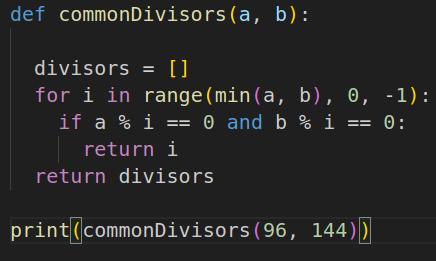 def commonDivisors(a, b):
  divisors = []
  for i in range(min(a, b), 0, -1):
    if a % i == 0 and b % i == 0:
      return i
  return divisors
print(commonDivisors(96, 144))